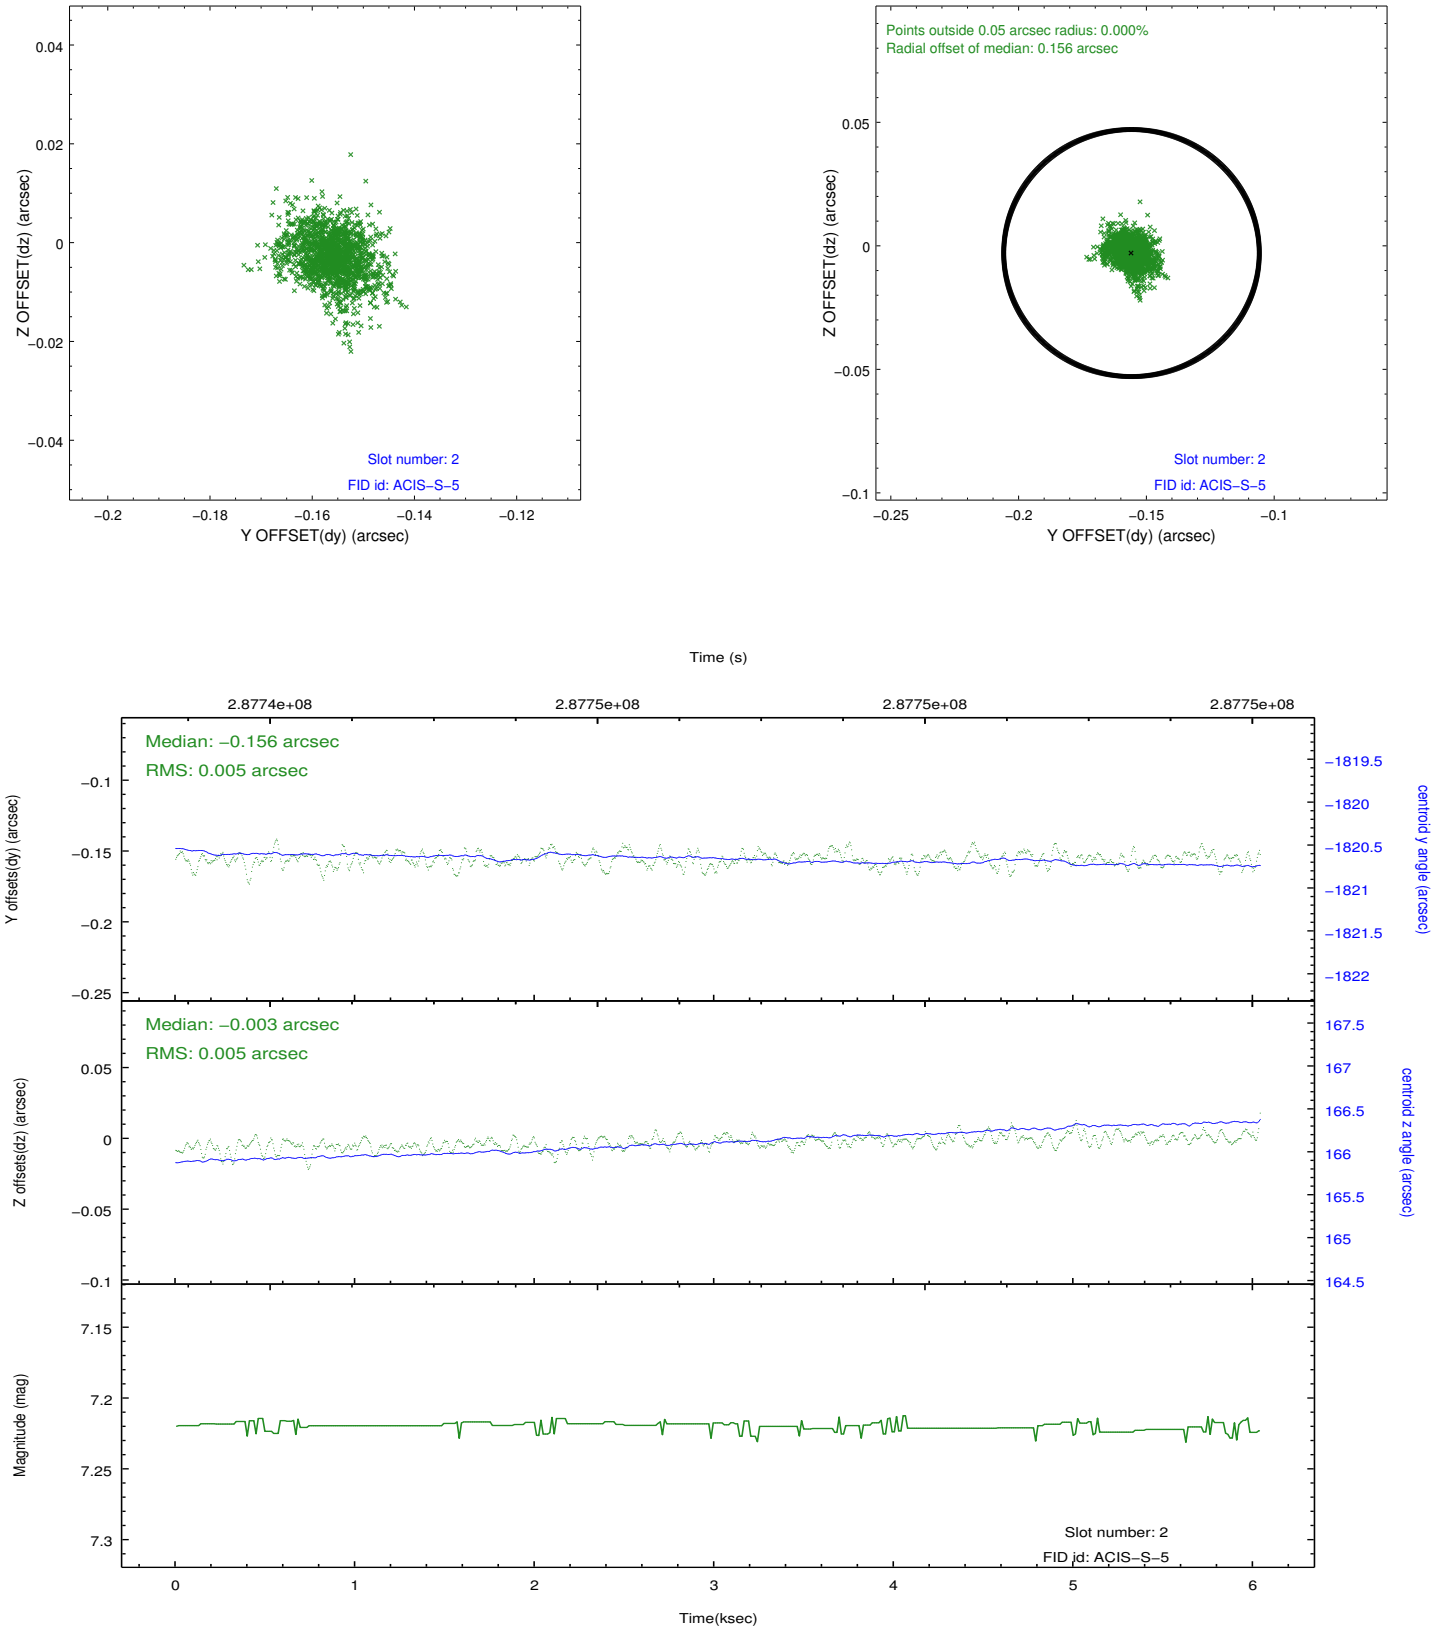 0.04
0.02
0
−0.02
−0.04
Z OFFSET(dz) (arcsec)
Slot number: 2
FID id: ACIS−S−5
−0.2
−0.18
−0.16
−0.14
−0.12
Y OFFSET(dy) (arcsec)
Points outside 0.05 arcsec radius: 0.000%
Radial offset of median: 0.156 arcsec
0.05
0
−0.05
−0.1
Z OFFSET(dz) (arcsec)
Slot number: 2
FID id: ACIS−S−5
−0.25
−0.2
−0.15
−0.1
Y OFFSET(dy) (arcsec)
Time (s)
2.8774e+08
2.8775e+08
2.8775e+08
2.8775e+08
Median: −0.156 arcsec
RMS: 0.005 arcsec
−0.1
−0.15
−0.2
−0.25
Y offsets(dy) (arcsec)
−1819.5
−1820
−1820.5
−1821
−1821.5
−1822
centroid y angle (arcsec)
Median: −0.003 arcsec
RMS: 0.005 arcsec
0.05
0
−0.05
−0.1
Z offsets(dz) (arcsec)
167.5
167
166.5
166
165.5
165
164.5
centroid z angle (arcsec)
7.15
7.2
7.25
7.3
Magnitude (mag)
Slot number: 2
FID id: ACIS−S−5
0
1
2
3
4
5
6
Time(ksec)